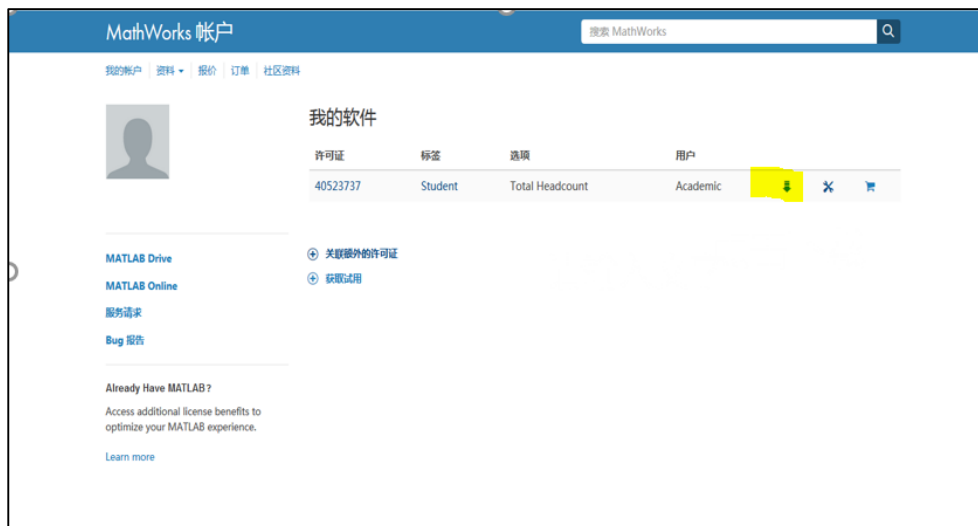 MathWorks 帐户
搜索 MathWorks
我的帐户 资料 报价 订单 社区资料
我的软件
许可证 标签 选项 用户
40523737 Student Total Headcount Academic
MATLAB Drive
MATLAB Online
服务请求
Bug 报告
关联额外的许可证
获取试用
Already Have MATLAB?
Access additional license benefits to
optimize your MATLAB experience.
Learn more